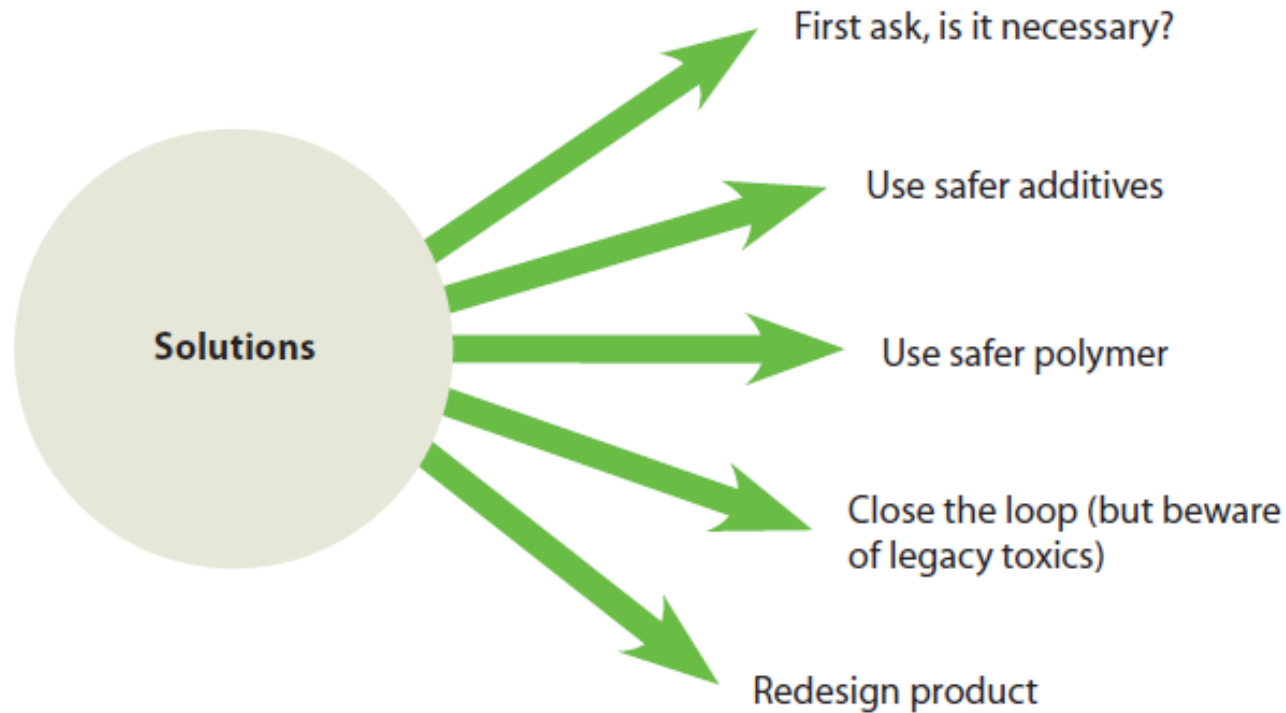 First ask, is it necessary?
Use safer additives
Solutions
Use safer polymer
Close the loop (but beware
of legacy toxics)
Redesign product